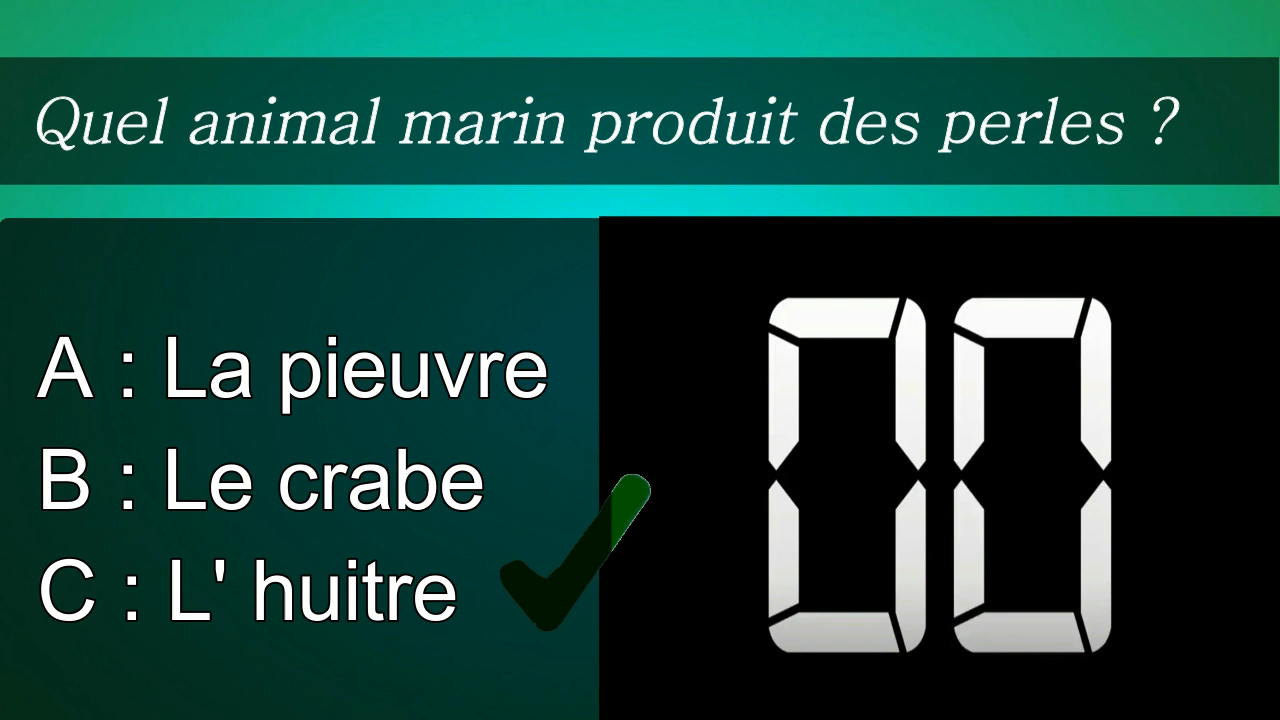 Quel animal marin produit des perles ?
A : La pieuvre
B : Le crabe
C : L' huitre
00